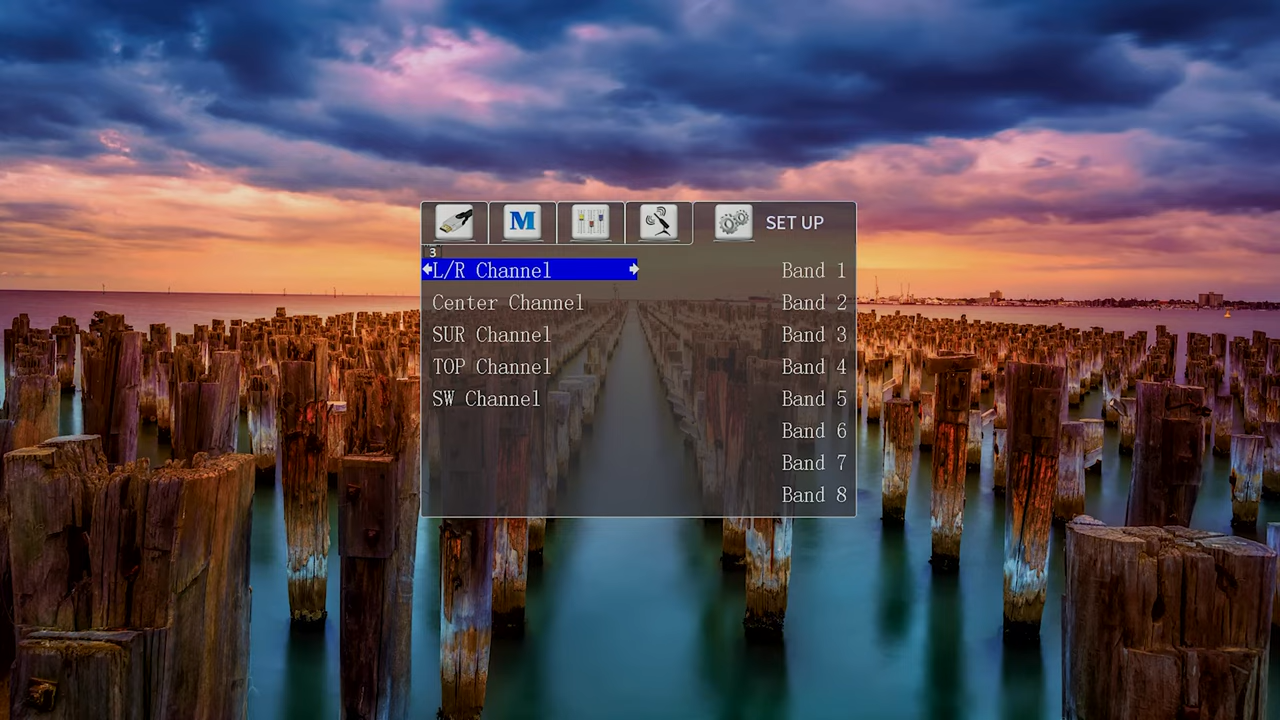 M
SET UP
3
L/R Channel Band 1
Center Channel Band 2
SUR Channel Band 3
TOP Channel Band 4
SW Channel Band 5
Band 6
Band 7
Band 8